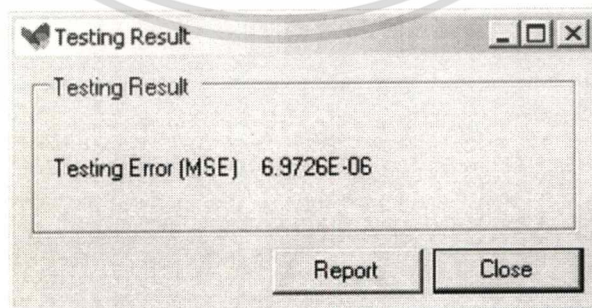 Testing Result
Testing Result
Testing Error (MSE) 6.9726E-06
Report Close